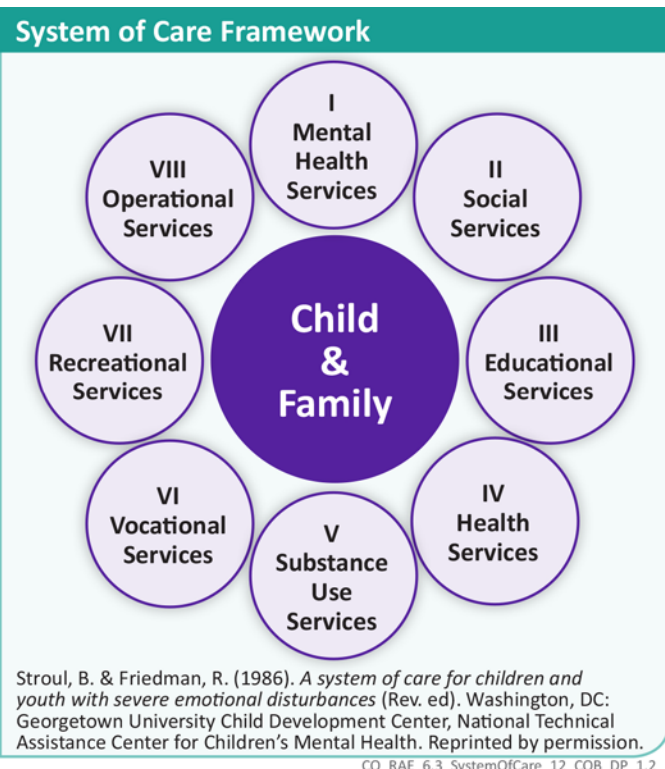 System of Care Framework
I
Mental
Health
Services
II
Social
Services
III
Educational
Services
IV
Health
Services
V
Substance
Use
Services
VI
Vocational
Services
VII
Recreational
Services
VIII
Operational
Services
Child
&
Family
Stroul, B. & Friedman, R. (1986). A system of care for children and
youth with severe emotional disturbances (Rev. ed). Washington, DC:
Georgetown University Child Development Center, National Technical
Assistance Center for Children’s Mental Health. Reprinted by permission.
CO_RAE_6.3_SystemOfCare_12_COB_DP_1.2